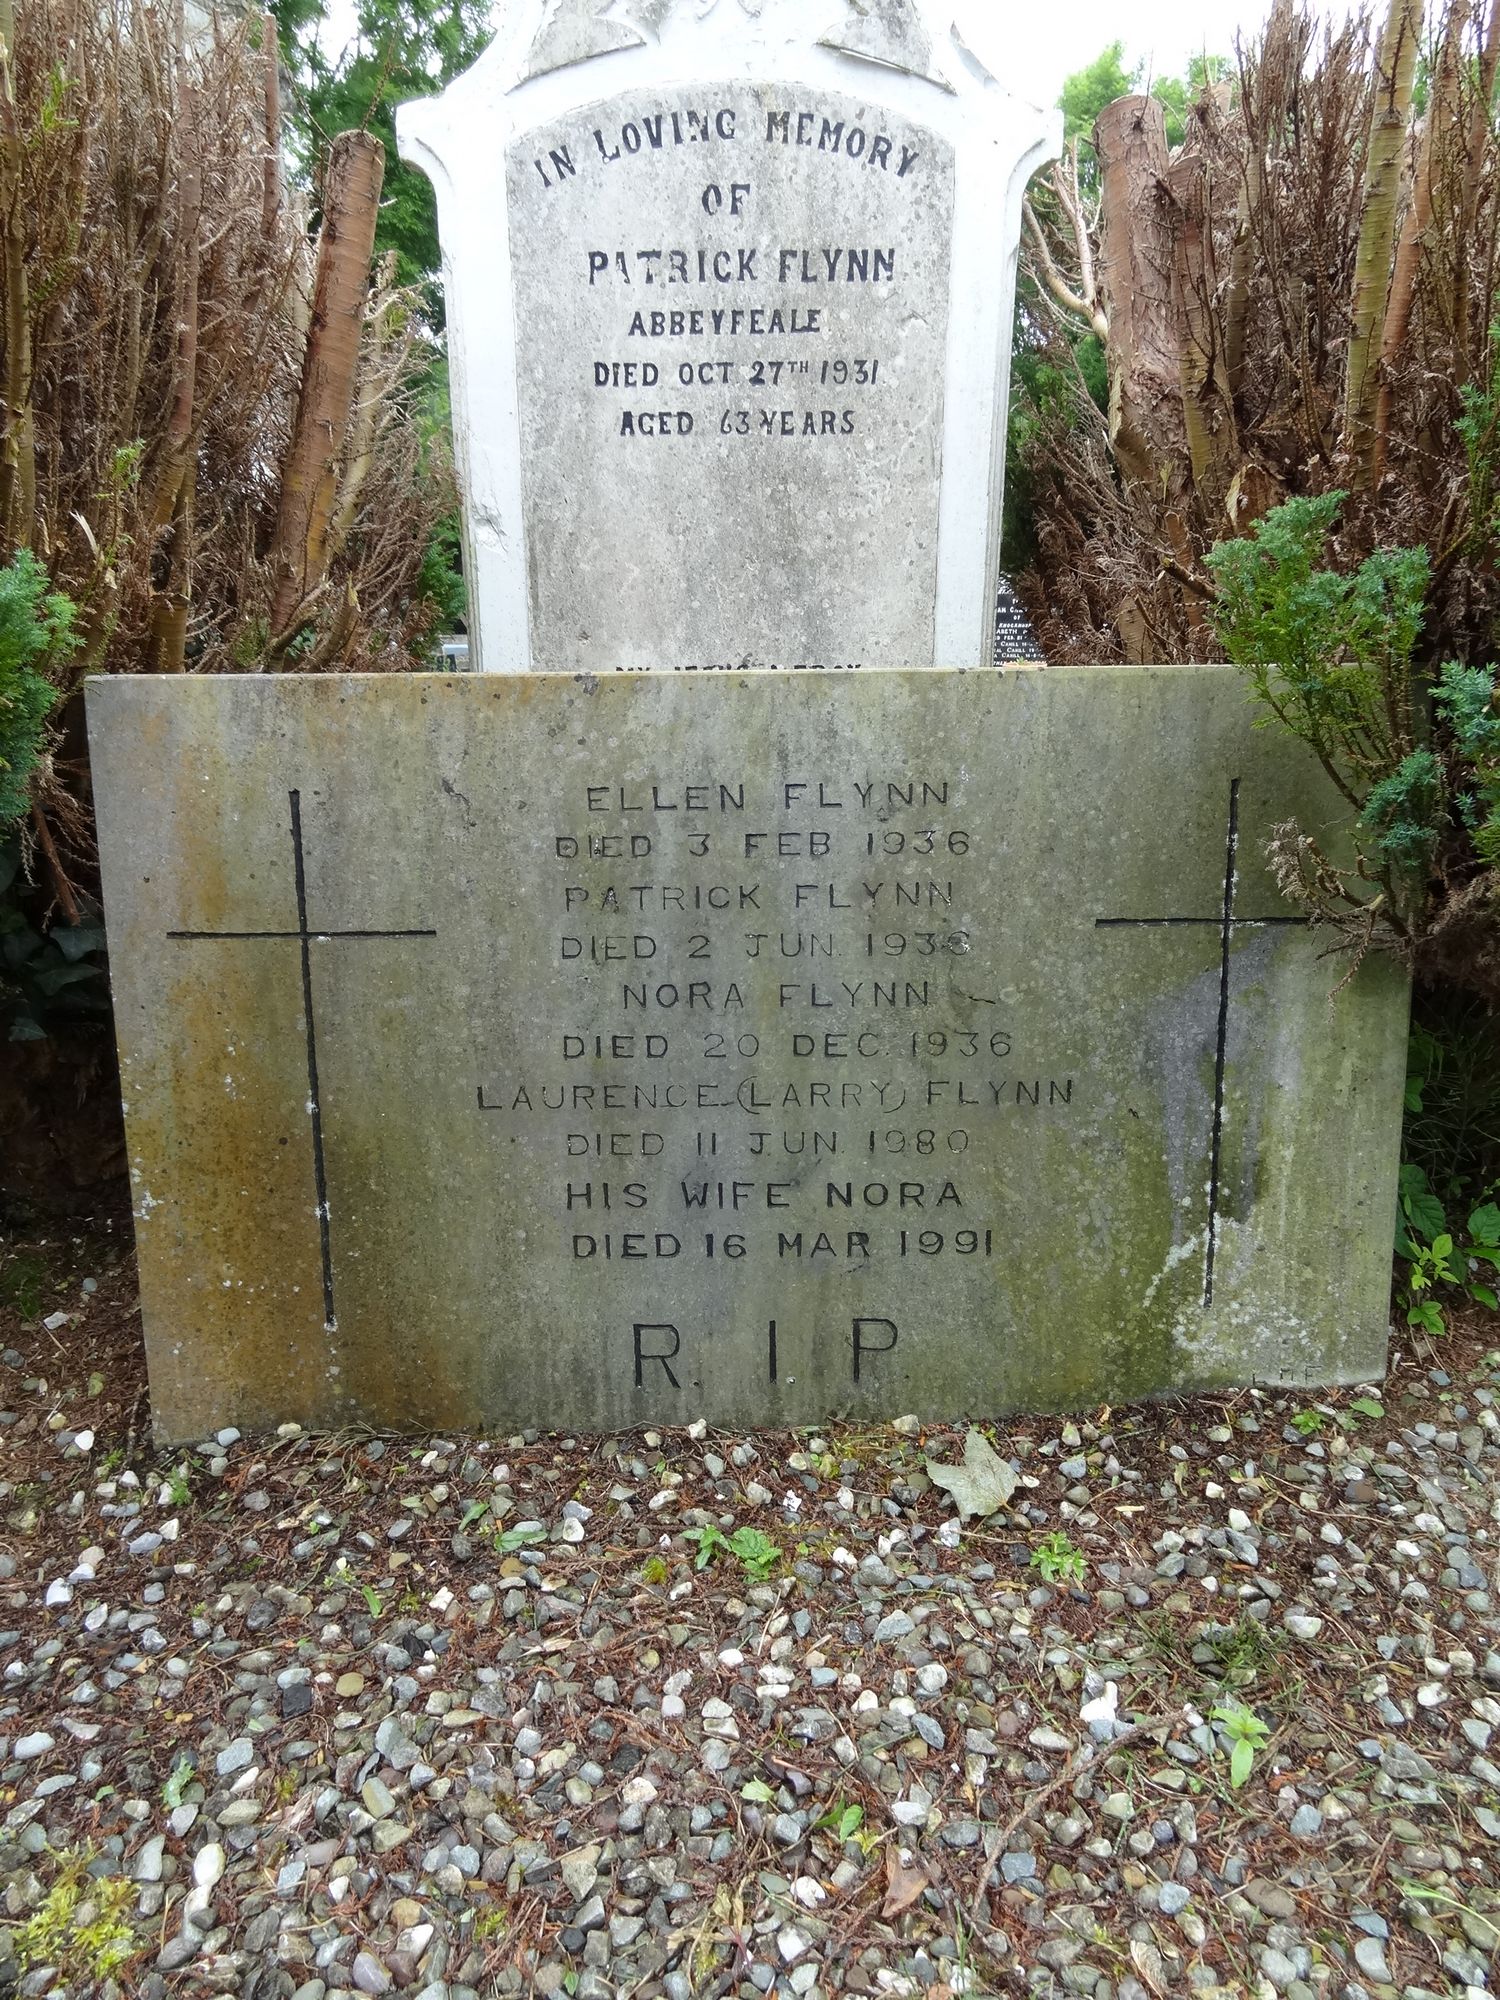 IN LOVING MEMORY
OF
PATRICK FLYNN
ABBEYFEALE
DIED OCT 27TH 1931
AGED 63 YEARS
ELLEN FLYNN
DIED 3 FEB 1936
PATRICK FLYNN
DIED 2 JUN. 1936
NORA FLYNN
DIED 20 DEC. 1936
LAURENCE (LARRY) FLYNN
DIED 11 JUN. 1980
HIS WIFE NORA
DIED 16 MAR 1991
R. I. P